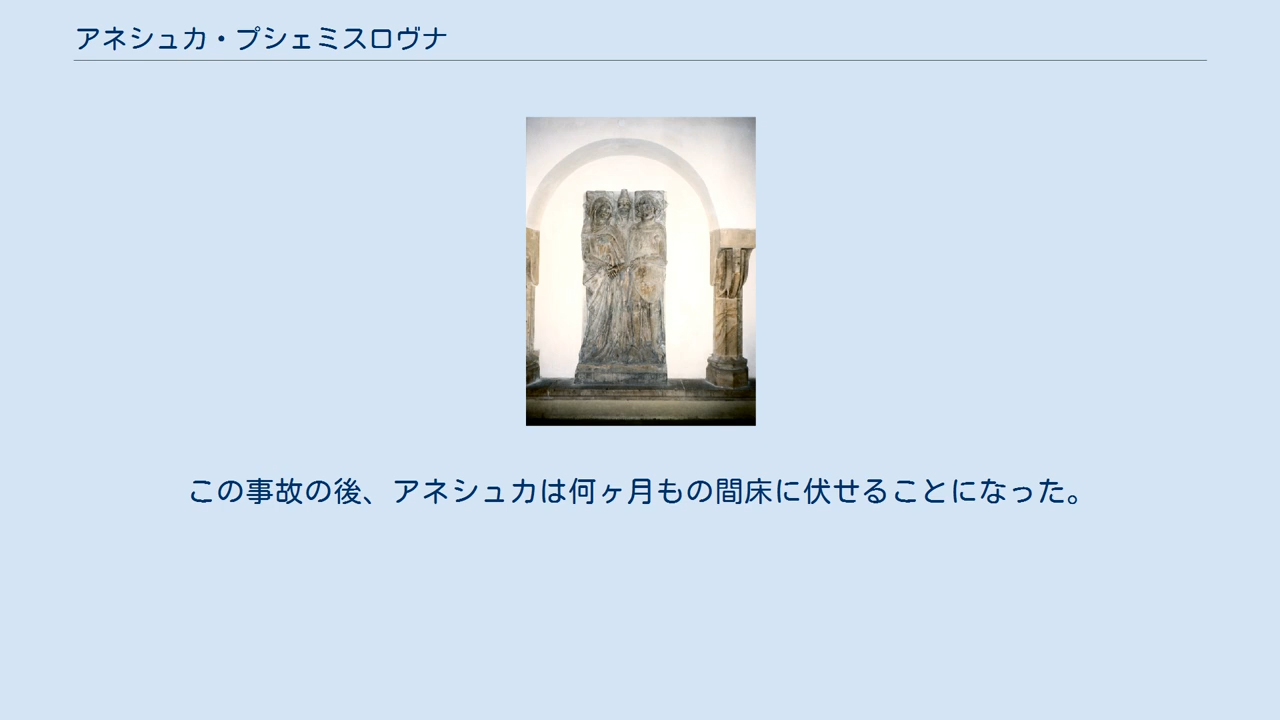 アネシュカ・プシェミスロヴナ
この事故の後、アネシュカは何ヶ月もの間床に伏せることになった。